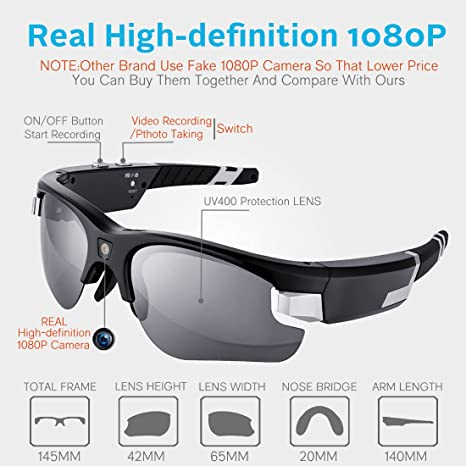 Real High-definition 1080P
NOTE:Other Brand Use Fake 1080P Camera So That Lower Price
You Can Buy Them Together And Compare With Ours
ON/OFF Button
Start Recording
Video Recording
/Pthoto Taking
Switch
UV400 Protection LENS
REAL
High-definition
1080P Camera
TOTAL FRAME
LENS HEIGHT
LENS WIDTH
NOSE BRIDGE
ARM LENGTH
145MM
42MM
65MM
20MM
140MM